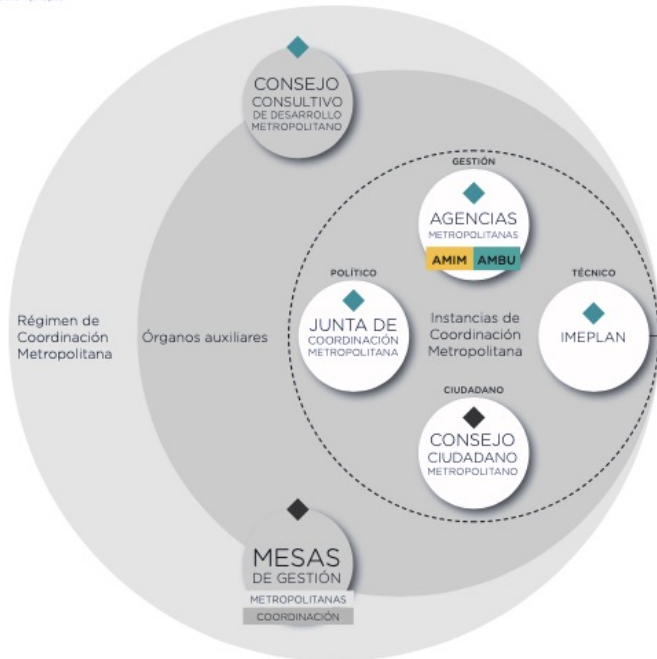 CONSEJO
CONSULTIVO
DE DESARROLLO
METROPOLITANO
GESTIÓN
AGENCIAS
METROPOLITANAS
AMIM AMBU
POLÍTICO
JUNTA DE
COORDINACIÓN
METROPOLITANA
TÉCNICO
IMEPLAN
Régimen de
Coordinación
Metropolitana
Órganos auxiliares
Instancias de
Coordinación
Metropolitana
CIUDADANO
CONSEJO
CIUDADANO
METROPOLITANO
MESAS
DE GESTIÓN
METROPOLITANAS
COORDINACIÓN